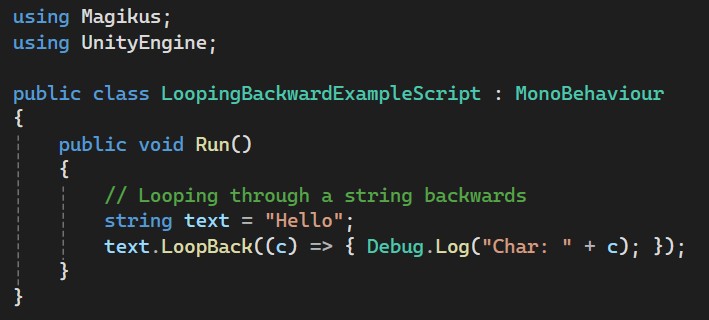 using Magikus;
using UnityEngine;

public class LoopingBackwardExampleScript : MonoBehaviour
{
    public void Run()
    {
        // Looping through a string backwards
        string text = "Hello";
        text.LoopBack((c) => { Debug.Log("Char: " + c); });
    }
}